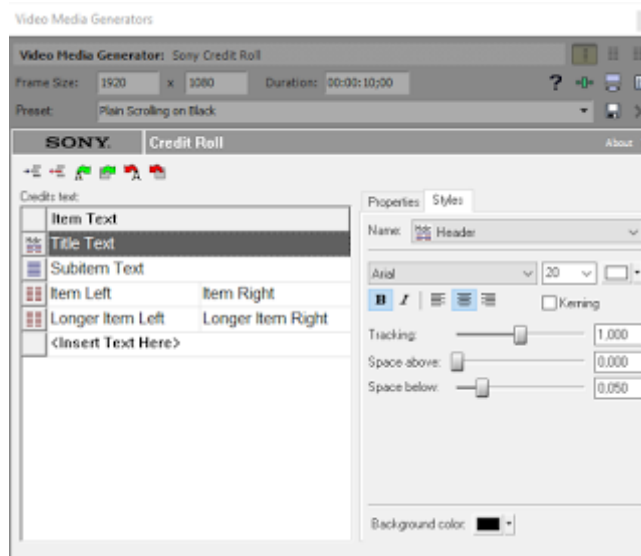 Video Media Generators
Video Media Generator: Sony Credit Roll
Frame Size: 1920 x 1080 Duration: 00:00:10;00
Preset: Plain Scrolling on Black
SONY. Credit Roll About
Credits text:
Item Text
Title Text
Subitem Text
Item Left Item Right
Longer Item Left Longer Item Right
<Insert Text Here>
Properties Styles
Name: Header
Arial 20
B I Kerning
Tracking: 1,000
Space above: 0,000
Space below: 0,050
Background color: